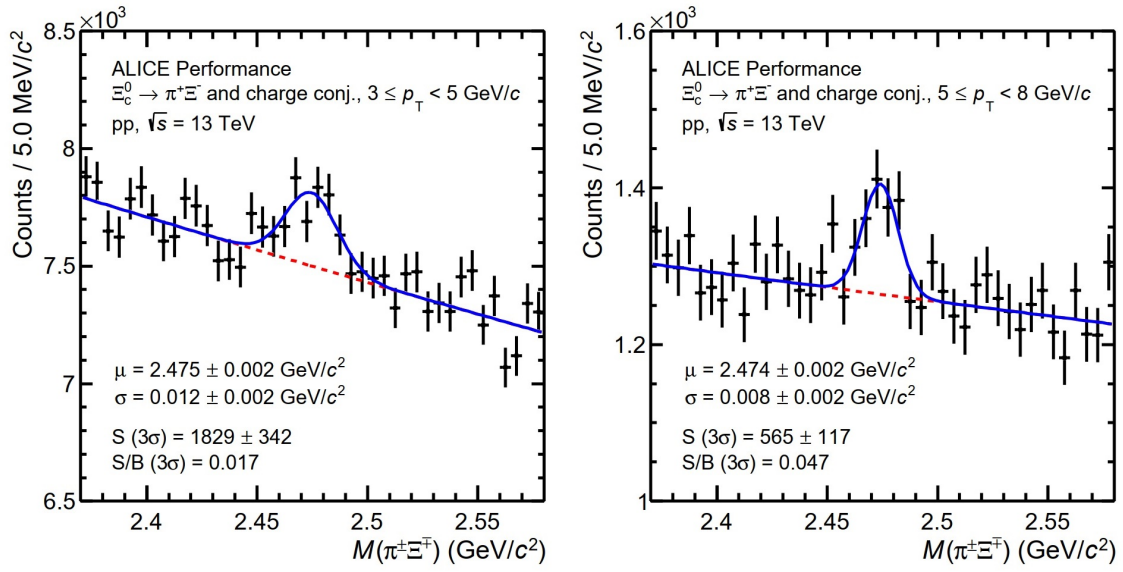 ×10³
8.5
8
7.5
7
6.5
Counts / 5.0 MeV/c²
ALICE Performance
Ξc⁰ → π⁺Ξ⁻ and charge conj., 3 ≤ pT < 5 GeV/c
pp, √s = 13 TeV
μ = 2.475 ± 0.002 GeV/c²
σ = 0.012 ± 0.002 GeV/c²
S (3σ) = 1829 ± 342
S/B (3σ) = 0.017
2.4 2.45 2.5 2.55
M(π±Ξ∓) (GeV/c²)
×10³
1.6
1.4
1.2
1
Counts / 5.0 MeV/c²
ALICE Performance
Ξc⁰ → π⁺Ξ⁻ and charge conj., 5 ≤ pT < 8 GeV/c
pp, √s = 13 TeV
μ = 2.474 ± 0.002 GeV/c²
σ = 0.008 ± 0.002 GeV/c²
S (3σ) = 565 ± 117
S/B (3σ) = 0.047
2.4 2.45 2.5 2.55
M(π±Ξ∓) (GeV/c²)